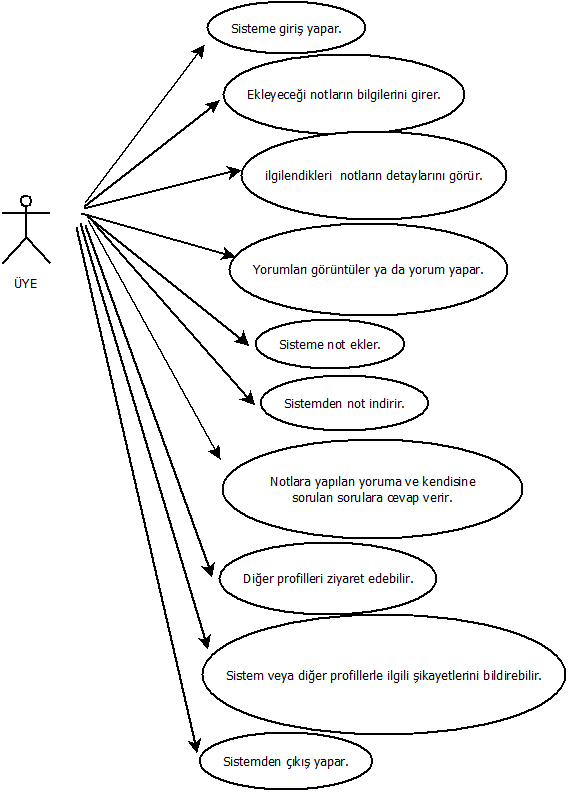 Sisteme giriş yapar.
Ekleyeceği notların bilgilerini girer.
ilgilendikleri notların detaylarını görür.
ÜYE
Yorumları görüntüler ya da yorum yapar.
Sisteme not ekler.
Sistemden not indirir.
Notlara yapılan yoruma ve kendisine
sorulan sorulara cevap verir.
Diğer profilleri ziyaret edebilir.
Sistem veya diğer profillerle ilgili şikayetlerini bildirebilir.
Sistemden çıkış yapar.